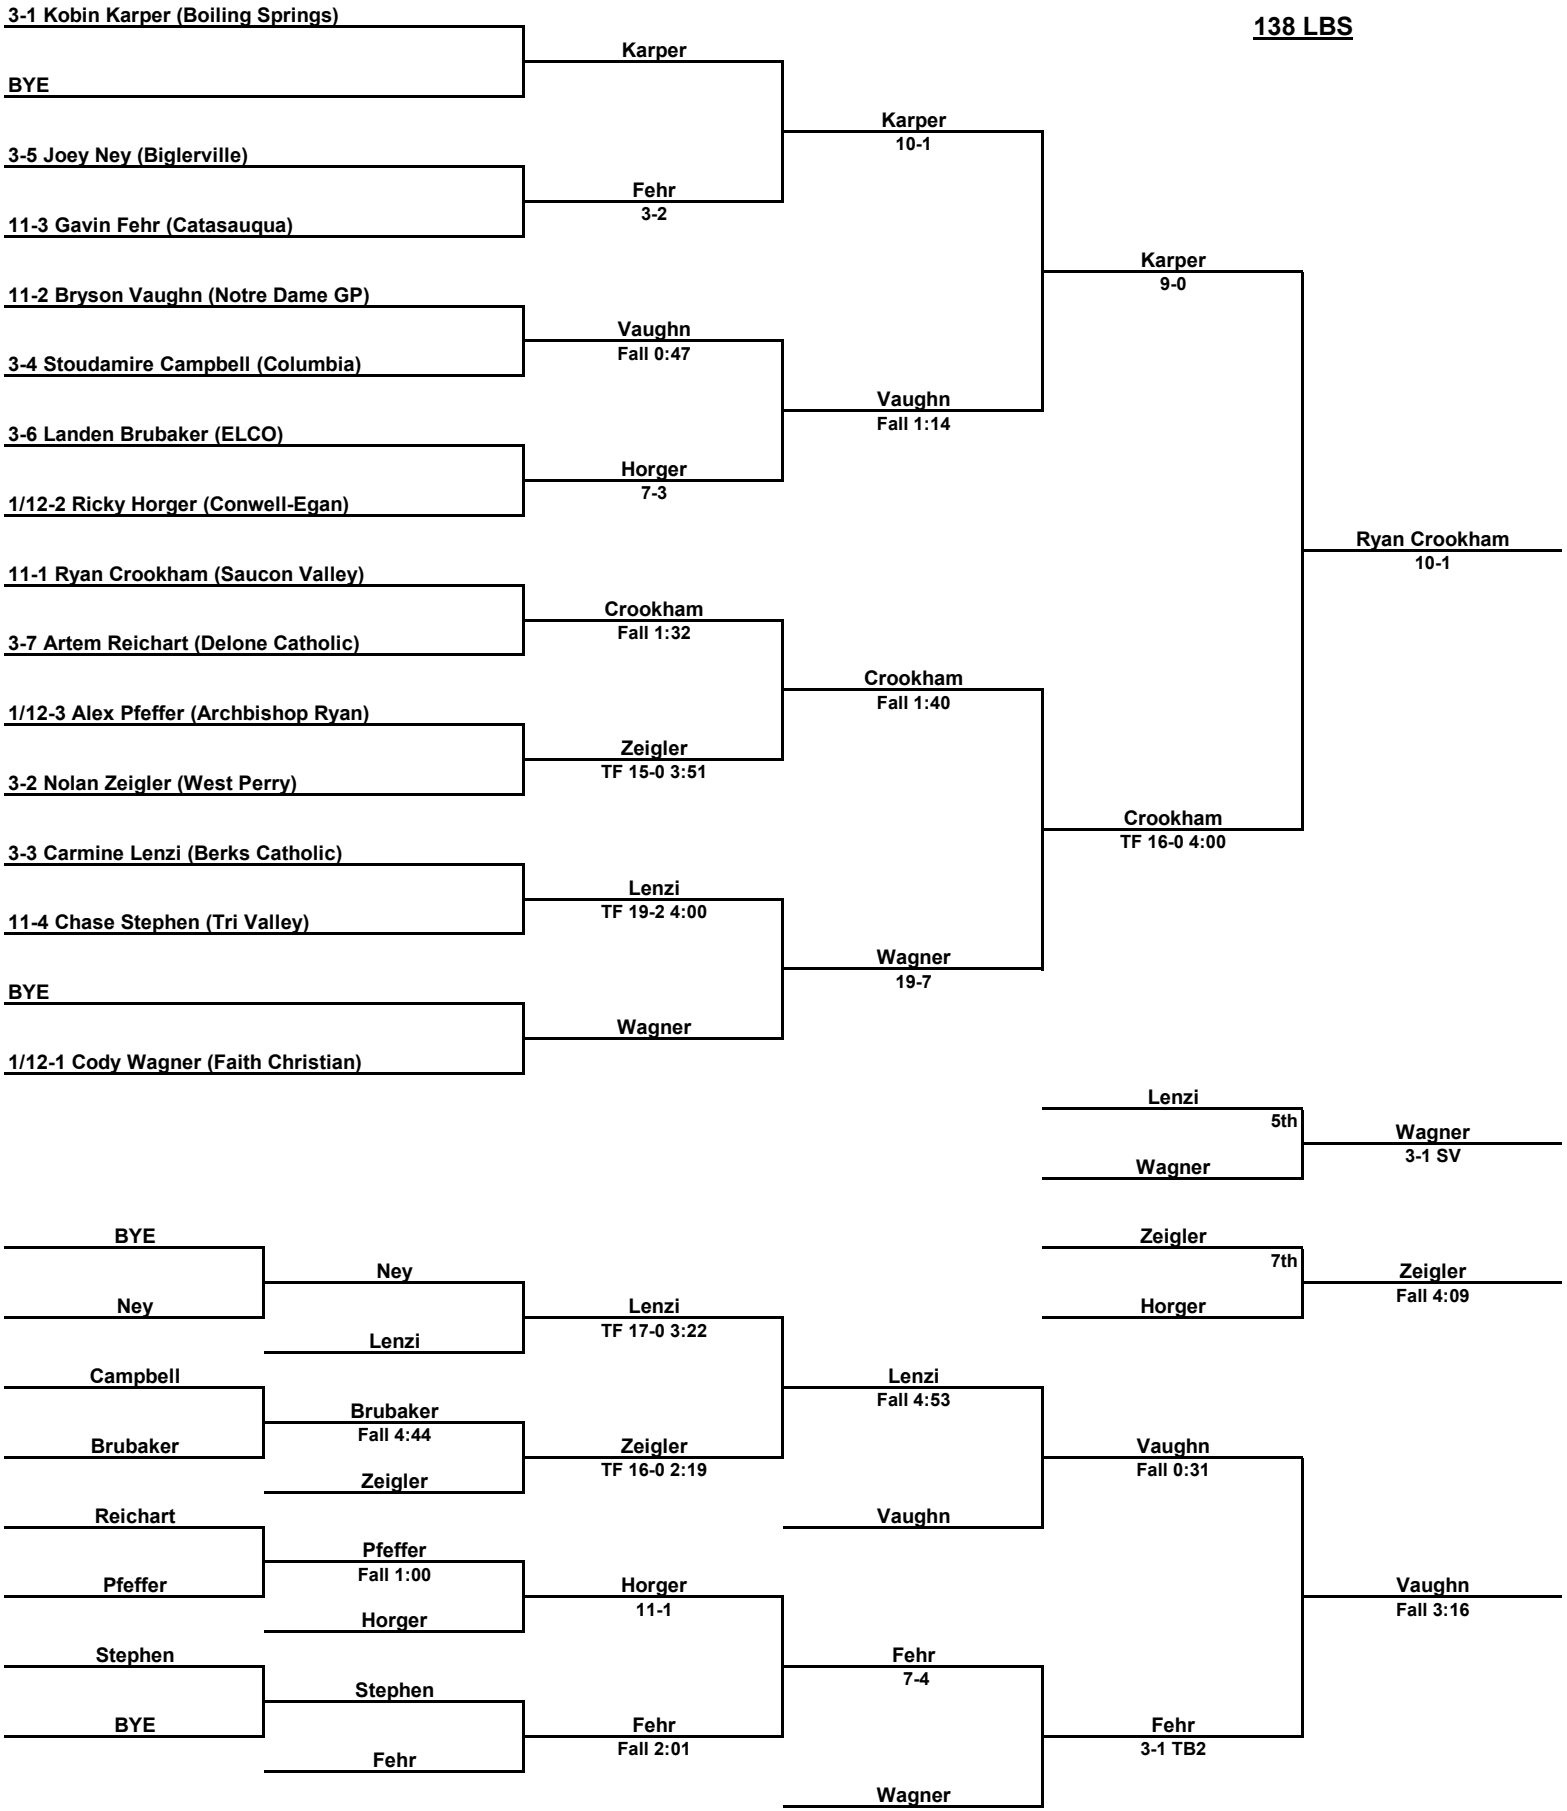 138 LBS
3-1 Kobin Karper (Boiling Springs)
Karper
BYE
Karper
10-1
3-5 Joey Ney (Biglerville)
Fehr
3-2
11-3 Gavin Fehr (Catasauqua)
Karper
9-0
11-2 Bryson Vaughn (Notre Dame GP)
Vaughn
Fall 0:47
3-4 Stoudamire Campbell (Columbia)
Vaughn
Fall 1:14
3-6 Landen Brubaker (ELCO)
Horger
7-3
1/12-2 Ricky Horger (Conwell-Egan)
Ryan Crookham
10-1
11-1 Ryan Crookham (Saucon Valley)
Crookham
Fall 1:32
3-7 Artem Reichart (Delone Catholic)
Crookham
Fall 1:40
1/12-3 Alex Pfeffer (Archbishop Ryan)
Zeigler
TF 15-0 3:51
3-2 Nolan Zeigler (West Perry)
Crookham
TF 16-0 4:00
3-3 Carmine Lenzi (Berks Catholic)
Lenzi
TF 19-2 4:00
11-4 Chase Stephen (Tri Valley)
Wagner
19-7
BYE
Wagner
1/12-1 Cody Wagner (Faith Christian)
Lenzi
5th
Wagner
3-1 SV
Wagner
BYE
Zeigler
7th
Ney
Zeigler
Fall 4:09
Ney
Lenzi
TF 17-0 3:22
Horger
Lenzi
Campbell
Lenzi
Fall 4:53
Brubaker
Fall 4:44
Brubaker
Zeigler
TF 16-0 2:19
Vaughn
Fall 0:31
Zeigler
Reichart
Vaughn
Pfeffer
Fall 1:00
Pfeffer
Horger
11-1
Vaughn
Fall 3:16
Horger
Stephen
Fehr
7-4
Stephen
BYE
Fehr
Fall 2:01
Fehr
3-1 TB2
Fehr
Wagner